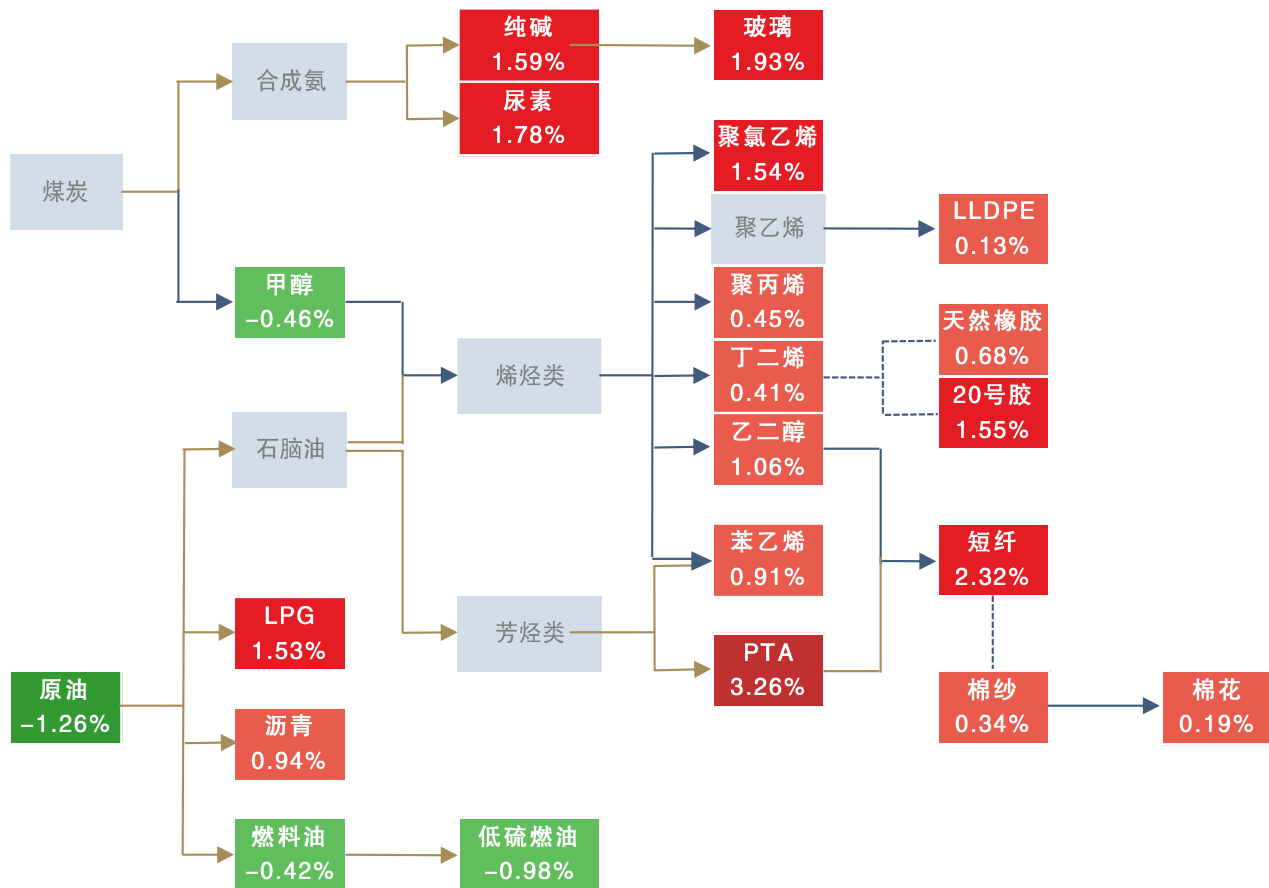 纯碱
1.59%
玻璃
1.93%
合成氨
尿素
1.78%
聚氯乙烯
1.54%
煤炭
聚乙烯
LLDPE
0.13%
甲醇
-0.46%
聚丙烯
0.45%
天然橡胶
0.68%
烯烃类
丁二烯
0.41%
20号胶
1.55%
石脑油
乙二醇
1.06%
苯乙烯
0.91%
短纤
2.32%
LPG
1.53%
芳烃类
PTA
3.26%
原油
-1.26%
棉纱
0.34%
棉花
0.19%
沥青
0.94%
燃料油
-0.42%
低硫燃油
-0.98%